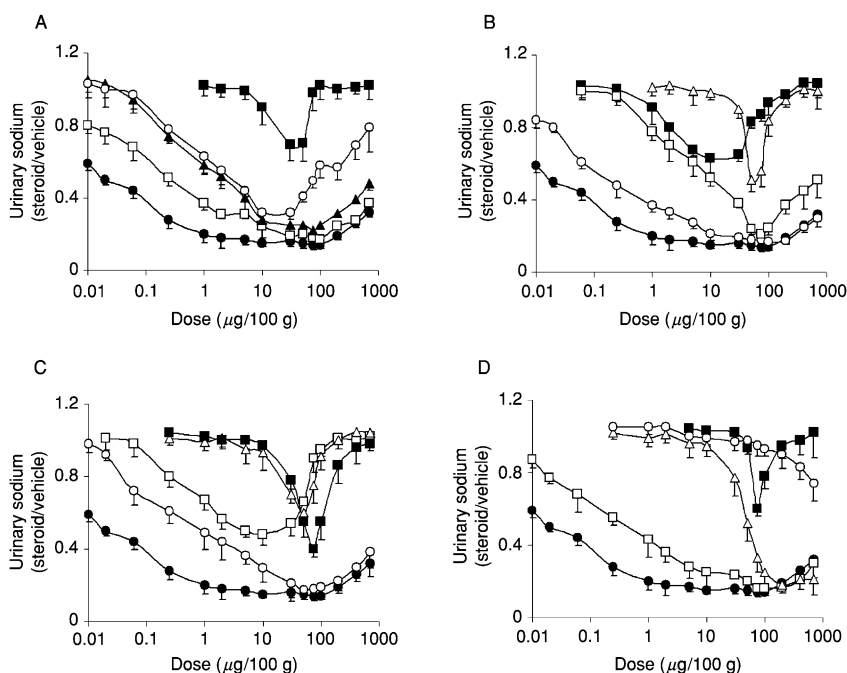 A
1.2
0.8
0.4
0
Urinary sodium
(steroid/vehicle)
0.01 0.1 1 10 100 1000
Dose (μg/100 g)
B
1.2
0.8
0.4
0
Urinary sodium
(steroid/vehicle)
0.01 0.1 1 10 100 1000
Dose (μg/100 g)
C
1.2
0.8
0.4
0
Urinary sodium
(steroid/vehicle)
0.01 0.1 1 10 100 1000
Dose (μg/100 g)
D
1.2
0.8
0.4
0
Urinary sodium
(steroid/vehicle)
0.01 0.1 1 10 100 1000
Dose (μg/100 g)